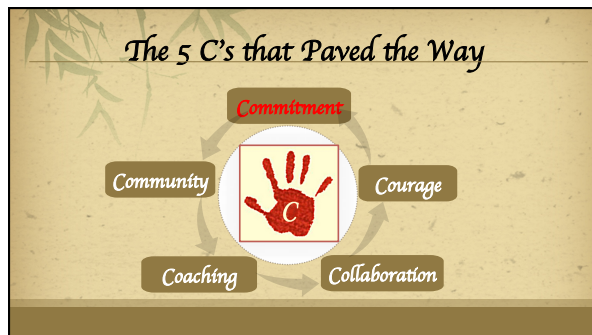 The 5 C's that Paved the Way
Commitment
Community
Courage
C
Coaching
Collaboration